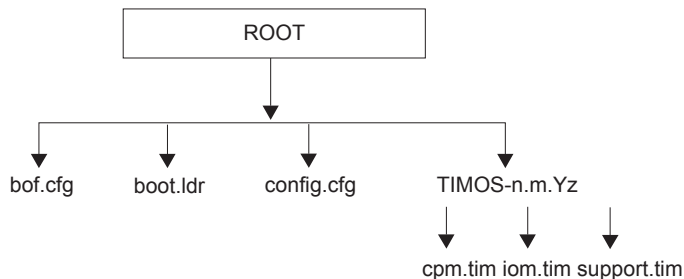 ROOT
bof.cfg boot.ldr config.cfg TIMOS-n.m.Yz
cpm.tim iom.tim support.tim